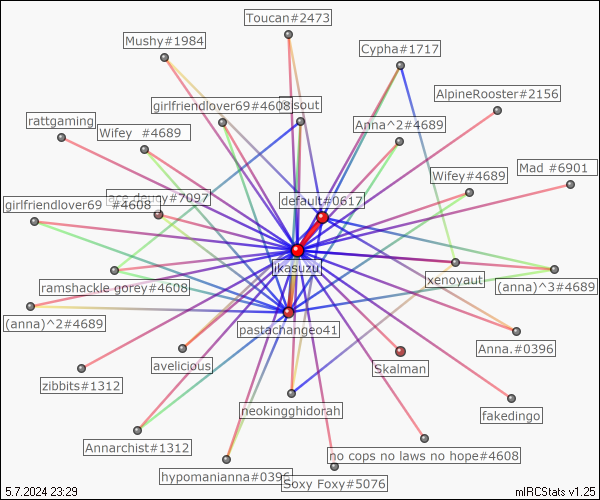 Toucan#2473
Mushy#1984
Cypha#1717
AlpineRooster#2156
girlfriendlover69#4608
sout
rattgaming
Wifey #4689
Anna^2#4689
Mad #6901
Wifey#4689
#7097
default#0617
girlfriendlover69 #4608
jikasuzu
xenoyaut
ramshackle gorey#4608
(anna)^3#4689
(anna)^2#4689
pastachangeo41
Anna.#0396
avelicious
Skalman
zibbits#1312
neokingghidorah
fakedingo
Annarchist#1312
no cops no laws no hope#4608
hypomanianna#0396
Soxy Foxy#5076
5.7.2024 23:29
mIRCStats v1.25